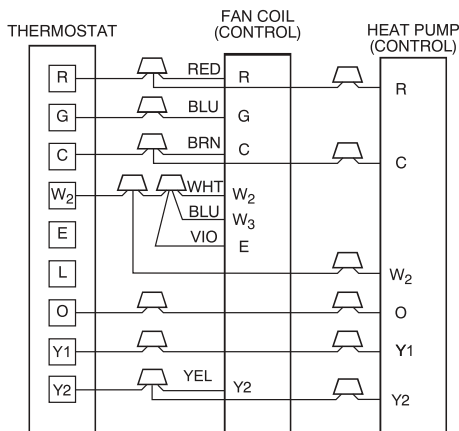 THERMOSTAT
FAN COIL
(CONTROL)
HEAT PUMP
(CONTROL)
R
RED
R
R
G
BLU
G
C
BRN
C
C
W2
WHT
W2
BLU
W3
E
VIO
E
L
W2
O
O
Y1
Y1
Y2
YEL
Y2
Y2